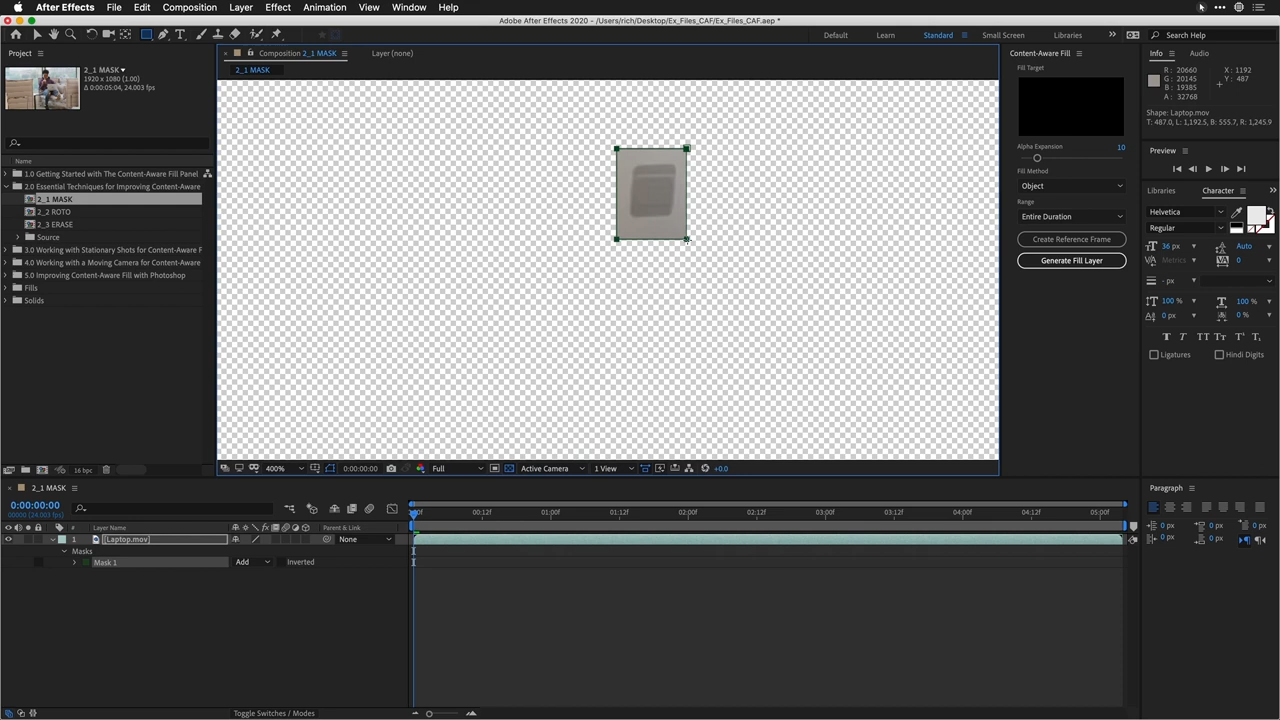 After Effects File Edit Composition Layer Effect Animation View Window Help
Adobe After Effects 2020 - /Users/rich/Desktop/Ex_Files_CAF/Ex_Files_CAF.aep *
Default Learn Standard Small Screen Libraries Search Help
Project
Composition 2_1 MASK
Layer (none)
Content-Aware Fill
Info Audio
2_1 MASK
2_1 MASK
1920 x 1080 (1.00)
Δ 0:00:05:04, 24.003 fps
Fill Target
R : 20660
G : 20145
B : 19385
A : 32768
X : 1192
Y : 487
Shape: Laptop.mov
T: 487.0, L: 1,192.5, B: 555.7, R: 1,245.9
Alpha Expansion 10
Preview
Fill Method
Object
Range
Entire Duration
Create Reference Frame
Generate Fill Layer
Libraries Character
Helvetica
Regular
36 px Auto
Metrics 0
- px
100 % 100 %
0 px 0 %
Ligatures Hindi Digits
Name
1.0 Getting Started with The Content-Aware Fill Panel
2.0 Essential Techniques for Improving Content-Aware
2_1 MASK
2_2 ROTO
2_3 ERASE
Source
3.0 Working with Stationary Shots for Content-Aware F
4.0 Working with a Moving Camera for Content-Aware
5.0 Improving Content-Aware Fill with Photoshop
Fills
Solids
16 bpc
400% 0:00:00:00 Full Active Camera 1 View +0.0
2_1 MASK
0:00:00:00
00000 (24.003 fps)
00:12f 01:00f 01:12f 02:00f 02:12f 03:00f 03:12f 04:00f 04:12f 05:00f
# Layer Name Parent & Link
1 [Laptop.mov] None
Masks
Mask 1 Add Inverted
Toggle Switches / Modes
Paragraph
0 px 0 px 0 px
0 px 0 px